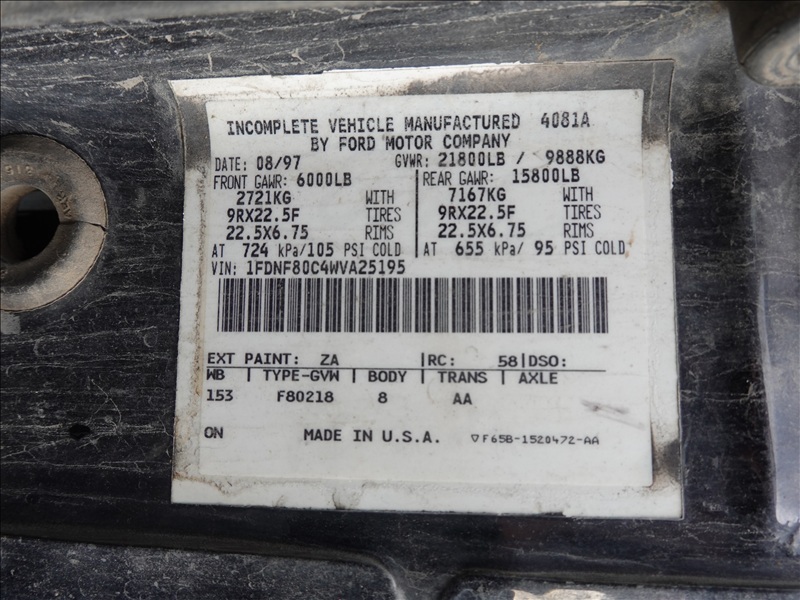 INCOMPLETE VEHICLE MANUFACTURED 4081A
BY FORD MOTOR COMPANY
DATE: 08/97 GVWR: 21800LB / 9888KG
FRONT GAWR: 6000LB REAR GAWR: 15800LB
2721KG WITH 7167KG WITH
9RX22.5F TIRES 9RX22.5F TIRES
22.5X6.75 RIMS 22.5X6.75 RIMS
AT 724 kPa/105 PSI COLD AT 655 kPa/ 95 PSI COLD
VIN: 1FDNF80C4WVA25195
EXT PAINT: ZA |RC: 58|DSO:
WB | TYPE-GVW | BODY | TRANS | AXLE
153 F80218 8 AA
ON MADE IN U.S.A. ▽F65B-1520472-AA